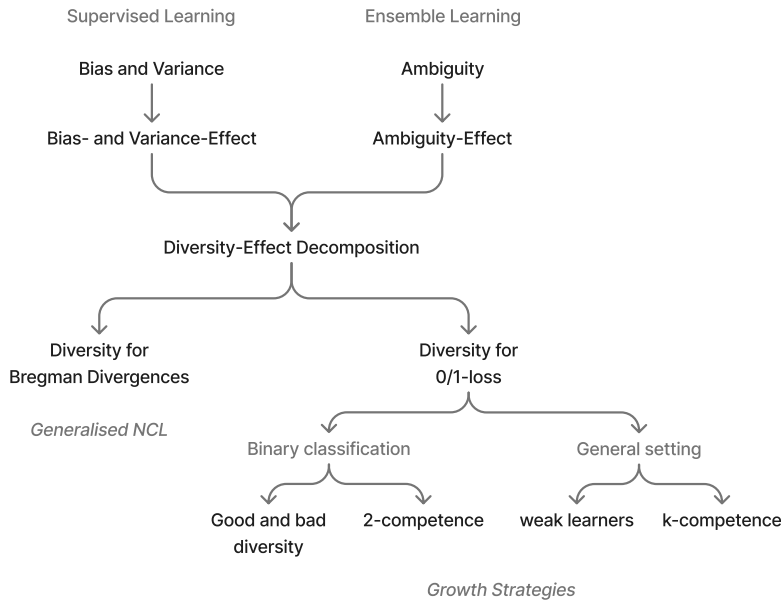 Supervised Learning
Ensemble Learning
Bias and Variance
Ambiguity
Bias- and Variance-Effect
Ambiguity-Effect
Diversity-Effect Decomposition
Diversity for
Bregman Divergences
Diversity for
0/1-loss
Generalised NCL
Binary classification
General setting
Good and bad
diversity
2-competence
weak learners
k-competence
Growth Strategies